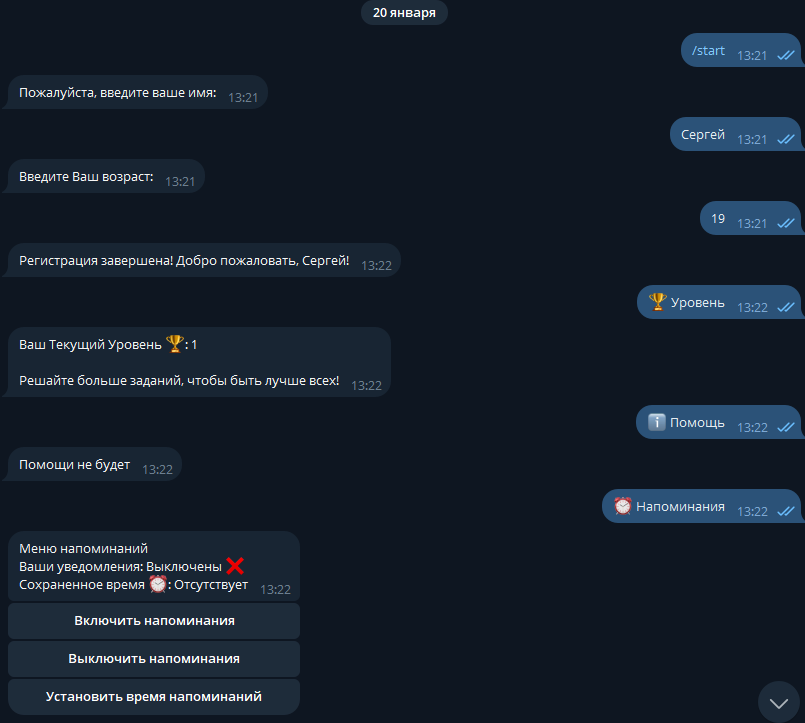 20 января
/start 13:21
Пожалуйста, введите ваше имя: 13:21
Сергей 13:21
Введите Ваш возраст: 13:21
19 13:21
Регистрация завершена! Добро пожаловать, Сергей! 13:22
🏆 Уровень 13:22
Ваш Текущий Уровень 🏆: 1
Решайте больше заданий, чтобы быть лучше всех! 13:22
ℹ️ Помощь 13:22
Помощи не будет 13:22
⏰ Напоминания 13:22
Меню напоминаний
Ваши уведомления: Выключены ❌
Сохраненное время ⏰: Отсутствует 13:22
Включить напоминания
Выключить напоминания
Установить время напоминаний